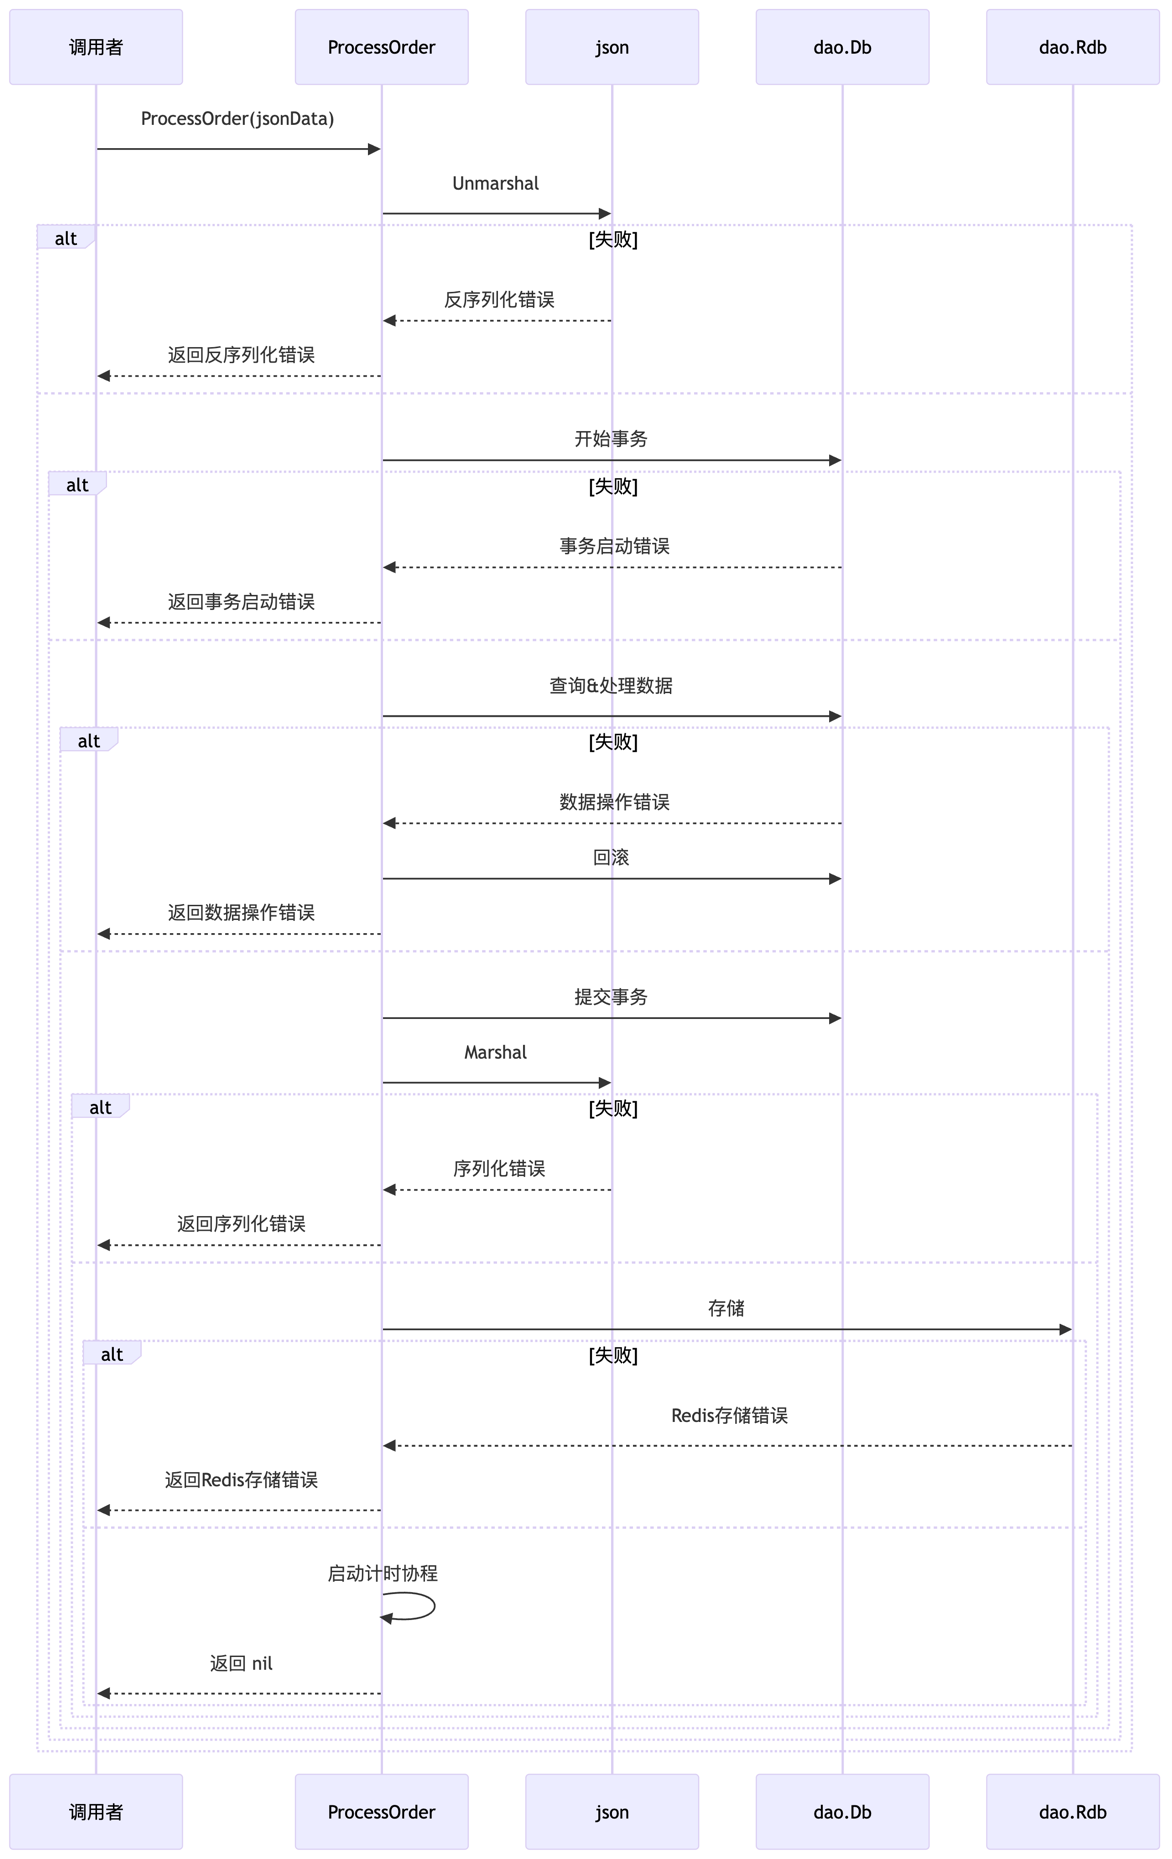 调用者
ProcessOrder
json
dao.Db
dao.Rdb
ProcessOrder(jsonData)
Unmarshal
alt
[失败]
反序列化错误
返回反序列化错误
开始事务
alt
[失败]
事务启动错误
返回事务启动错误
查询&处理数据
alt
[失败]
数据操作错误
回滚
返回数据操作错误
提交事务
Marshal
alt
[失败]
序列化错误
返回序列化错误
存储
alt
[失败]
Redis存储错误
返回Redis存储错误
启动计时协程
返回 nil
调用者
ProcessOrder
json
dao.Db
dao.Rdb